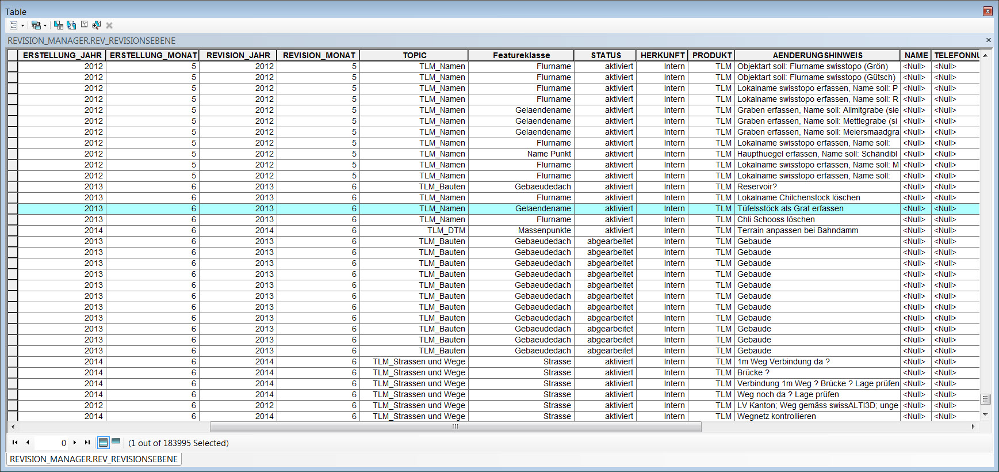 Table
REVISION_MANAGER.REV_REVISIONSEBENE
ERSTELLUNG_JAHR ERSTELLUNG_MONAT REVISION_JAHR REVISION_MONAT TOPIC Featureklasse STATUS HERKUNFT PRODUKT AENDERUNGSHINWEIS NAME TELEFONNU
2012 5 2012 5 TLM_Namen Flurname aktiviert Intern TLM Objektart soll: Flurname swisstopo (Grön) <Null> <Null>
2012 5 2012 5 TLM_Namen Flurname aktiviert Intern TLM Objektart soll: Flurname swisstopo (Gütsch) <Null> <Null>
2012 5 2012 5 TLM_Namen Flurname aktiviert Intern TLM Lokalname swisstopo erfassen, Name soll: P <Null> <Null>
2012 5 2012 5 TLM_Namen Flurname aktiviert Intern TLM Lokalname swisstopo erfassen, Name soll: R <Null> <Null>
2012 5 2012 5 TLM_Namen Gelaendename aktiviert Intern TLM Graben erfassen, Name soll: Allmitgrabe (sie <Null> <Null>
2012 5 2012 5 TLM_Namen Gelaendename aktiviert Intern TLM Graben erfassen, Name soll: Mettlegrabe (si <Null> <Null>
2012 5 2012 5 TLM_Namen Gelaendename aktiviert Intern TLM Graben erfassen, Name soll: Meiersmaadgra <Null> <Null>
2012 5 2012 5 TLM_Namen Flurname aktiviert Intern TLM Lokalname swisstopo erfassen, Name soll: <Null> <Null>
2012 5 2012 5 TLM_Namen Name Punkt aktiviert Intern TLM Haupthuegel erfassen, Name soll: Schändibl <Null> <Null>
2012 5 2012 5 TLM_Namen Flurname aktiviert Intern TLM Lokalname swisstopo erfassen, Name soll: M <Null> <Null>
2012 5 2012 5 TLM_Namen Flurname aktiviert Intern TLM Lokalname swisstopo erfassen, Name soll: <Null> <Null>
2013 6 2013 6 TLM_Bauten Gebaeudedach aktiviert Intern TLM Reservoir? <Null> <Null>
2013 6 2013 6 TLM_Namen Flurname aktiviert Intern TLM Lokalname Chilchenstock löschen <Null> <Null>
2013 6 2013 6 TLM_Namen Gelaendename aktiviert Intern TLM Tüfelsstöck als Grat erfassen <Null> <Null>
2013 6 2013 6 TLM_Namen Flurname aktiviert Intern TLM Chli Schooss löschen <Null> <Null>
2014 6 2014 6 TLM_DTM Massenpunkte aktiviert Intern TLM Terrain anpassen bei Bahndamm <Null> <Null>
2013 6 2013 6 TLM_Bauten Gebaeudedach abgearbeitet Intern TLM Gebaude <Null> <Null>
2013 6 2013 6 TLM_Bauten Gebaeudedach abgearbeitet Intern TLM Gebaude <Null> <Null>
2013 6 2013 6 TLM_Bauten Gebaeudedach abgearbeitet Intern TLM Gebaude <Null> <Null>
2013 6 2013 6 TLM_Bauten Gebaeudedach abgearbeitet Intern TLM Gebaude <Null> <Null>
2013 6 2013 6 TLM_Bauten Gebaeudedach abgearbeitet Intern TLM Gebaude <Null> <Null>
2013 6 2013 6 TLM_Bauten Gebaeudedach abgearbeitet Intern TLM Gebaude <Null> <Null>
2013 6 2013 6 TLM_Bauten Gebaeudedach abgearbeitet Intern TLM Gebaude <Null> <Null>
2013 6 2013 6 TLM_Bauten Gebaeudedach abgearbeitet Intern TLM Gebaude <Null> <Null>
2013 6 2013 6 TLM_Bauten Gebaeudedach abgearbeitet Intern TLM Gebaude <Null> <Null>
2013 6 2013 6 TLM_Bauten Gebaeudedach abgearbeitet Intern TLM Gebaude <Null> <Null>
2013 6 2013 6 TLM_Bauten Gebaeudedach abgearbeitet Intern TLM Gebaude <Null> <Null>
2014 6 2014 6 TLM_Strassen und Wege Strasse aktiviert Intern TLM 1m Weg Verbindung da ? <Null> <Null>
2014 6 2014 6 TLM_Strassen und Wege Strasse aktiviert Intern TLM Brücke ? <Null> <Null>
2014 6 2014 6 TLM_Strassen und Wege Strasse aktiviert Intern TLM Verbindung 1m Weg ? Brücke ? Lage prüfen <Null> <Null>
2014 6 2014 6 TLM_Strassen und Wege Strasse aktiviert Intern TLM Weg noch da ? Lage prüfen <Null> <Null>
2012 6 2012 6 TLM_Strassen und Wege Strasse aktiviert Intern TLM LV Kanton; Weg gemäss swissALTI3D; unge <Null> <Null>
2014 6 2014 6 TLM_Strassen und Wege Strasse aktiviert Intern TLM Wegnetz kontrollieren <Null> <Null>
0 (1 out of 183995 Selected)
REVISION_MANAGER.REV_REVISIONSEBENE